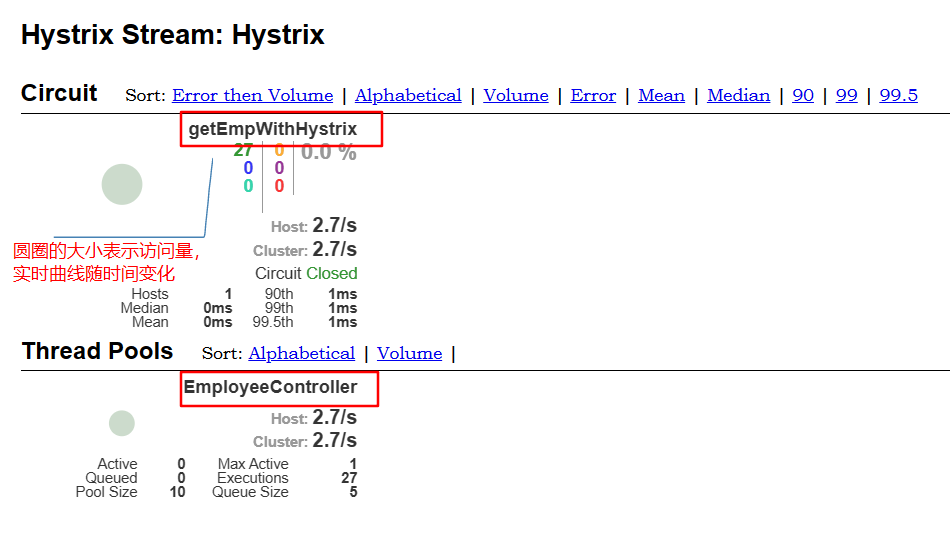 Hystrix Stream: Hystrix
Circuit Sort: Error then Volume | Alphabetical | Volume | Error | Mean | Median | 90 | 99 | 99.5
getEmpWithHystrix
27 0 0.0 %
0 0
0 0
Host: 2.7/s
Cluster: 2.7/s
圆圈的大小表示访问量，
实时曲线随时间变化
Circuit Closed
Hosts 1 90th 1ms
Median 0ms 99th 1ms
Mean 0ms 99.5th 1ms
Thread Pools Sort: Alphabetical | Volume |
EmployeeController
Host: 2.7/s
Cluster: 2.7/s
Active 0 Max Active 1
Queued 0 Executions 27
Pool Size 10 Queue Size 5